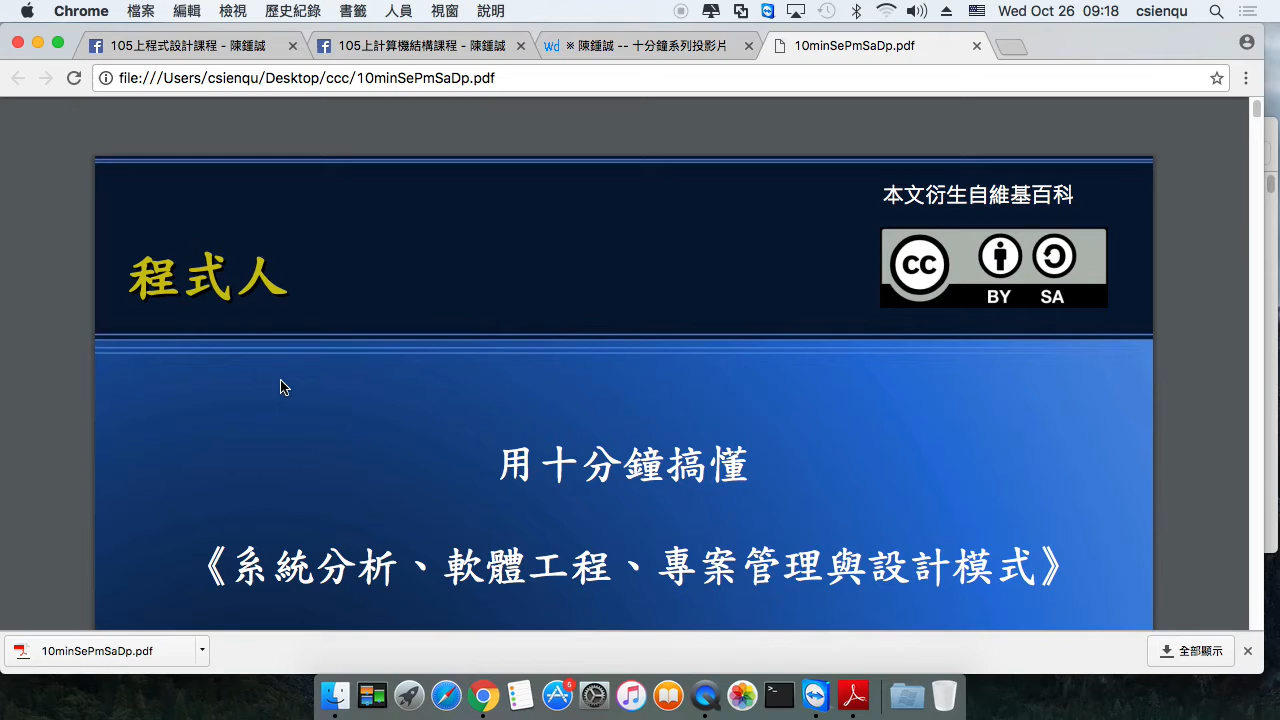 Chrome 檔案 編輯 檢視 歷史紀錄 書籤 人員 視窗 說明 Wed Oct 26 09:18 csienqu
105上程式設計課程 - 陳鍾誠 105上計算機結構課程 - 陳鍾誠 Wd ※ 陳鍾誠 -- 十分鐘系列投影片 10minSePmSaDp.pdf
file:///Users/csienqu/Desktop/ccc/10minSePmSaDp.pdf
本文衍生自維基百科
程式人
CC
BY SA
用十分鐘搞懂
《系統分析、軟體工程、專案管理與設計模式》
10minSePmSaDp.pdf 全部顯示
6